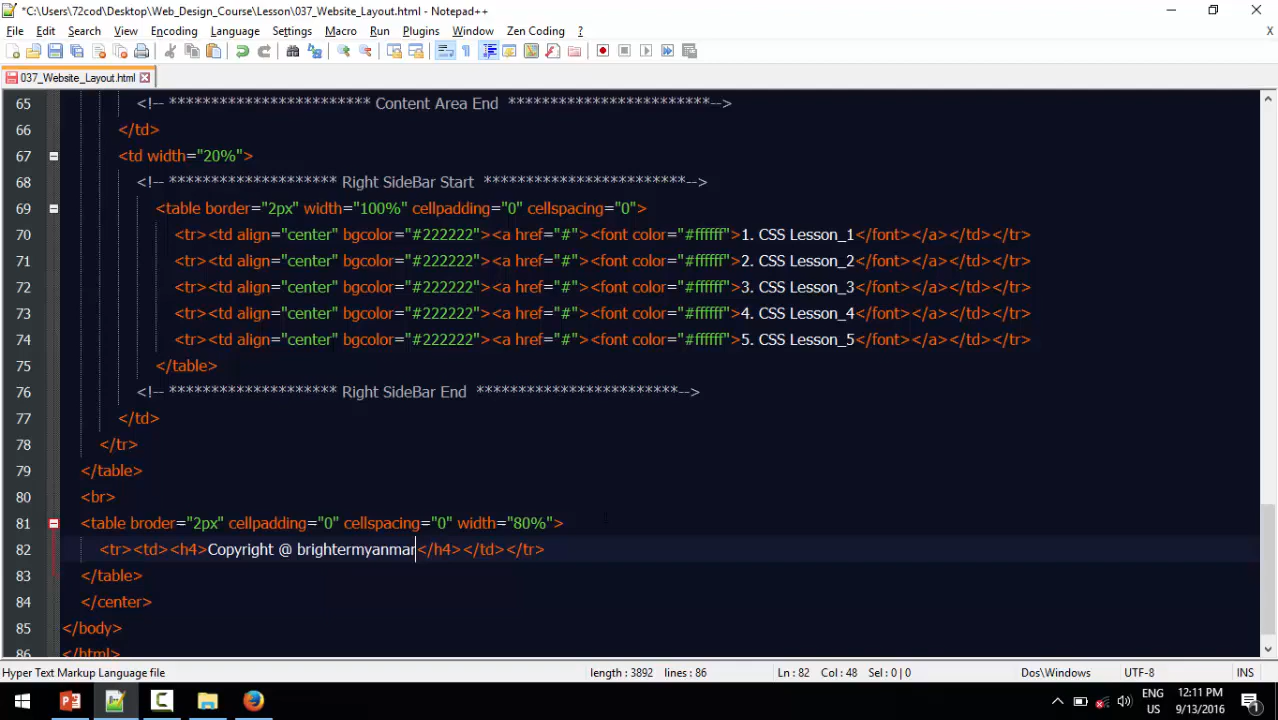 *C:\Users\72cod\Desktop\Web_Design_Course\Lesson\037_Website_Layout.html - Notepad++
File Edit Search View Encoding Language Settings Macro Run Plugins Window Zen Coding ? X
037_Website_Layout.html
65 <!-- ************************ Content Area End ************************-->
66 </td>
67 <td width="20%">
68 <!-- ******************** Right SideBar Start ************************-->
69 <table border="2px" width="100%" cellpadding="0" cellspacing="0">
70 <tr><td align="center" bgcolor="#222222"><a href="#"><font color="#ffffff">1. CSS Lesson_1</font></a></td></tr>
71 <tr><td align="center" bgcolor="#222222"><a href="#"><font color="#ffffff">2. CSS Lesson_2</font></a></td></tr>
72 <tr><td align="center" bgcolor="#222222"><a href="#"><font color="#ffffff">3. CSS Lesson_3</font></a></td></tr>
73 <tr><td align="center" bgcolor="#222222"><a href="#"><font color="#ffffff">4. CSS Lesson_4</font></a></td></tr>
74 <tr><td align="center" bgcolor="#222222"><a href="#"><font color="#ffffff">5. CSS Lesson_5</font></a></td></tr>
75 </table>
76 <!-- ******************** Right SideBar End ************************-->
77 </td>
78 </tr>
79 </table>
80 <br>
81 <table broder="2px" cellpadding="0" cellspacing="0" width="80%">
82 <tr><td><h4>Copyright @ brightermyanmar</h4></td></tr>
83 </table>
84 </center>
85 </body>
86 </html>
Hyper Text Markup Language file length : 3892 lines : 86 Ln : 82 Col : 48 Sel : 0 | 0 Dos\Windows UTF-8 INS
ENG 12:11 PM
US 9/13/2016